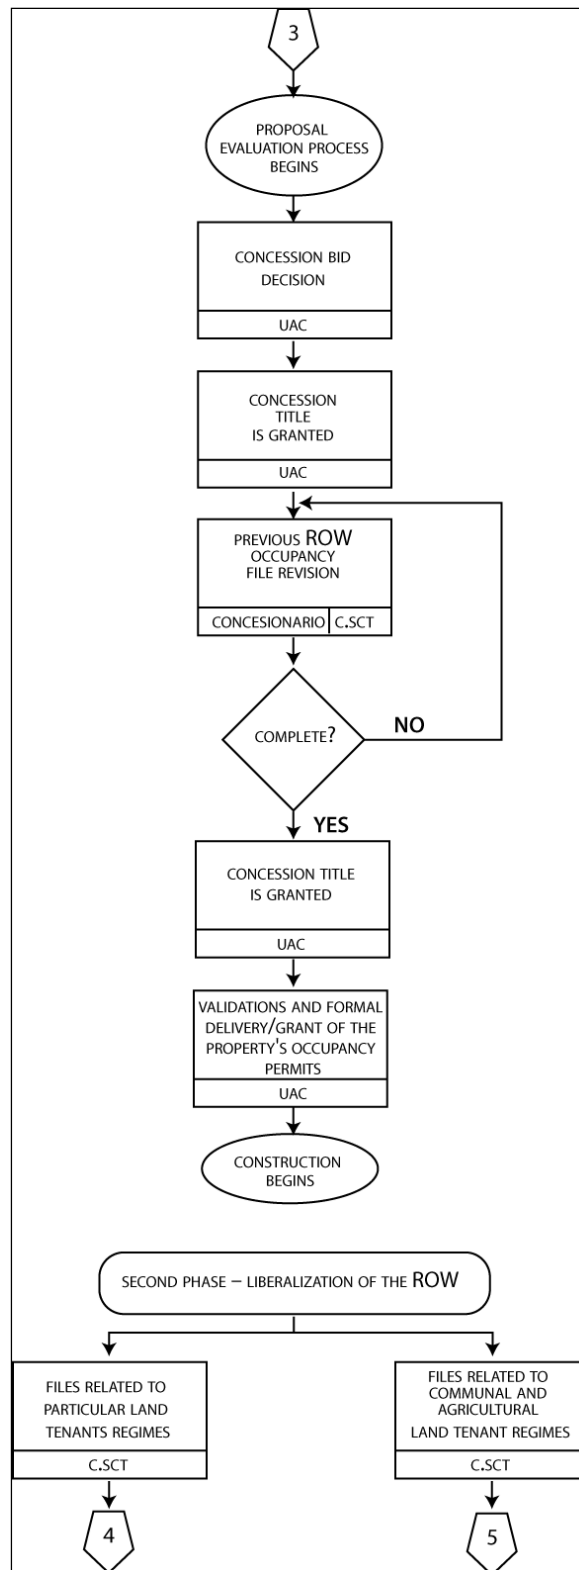 3
PROPOSAL
EVALUATION PROCESS
BEGINS
CONCESSION BID
DECISION
UAC
CONCESSION
TITLE
IS GRANTED
UAC
PREVIOUS ROW
OCCUPANCY
FILE REVISION
CONCESIONARIO C.SCT
COMPLETE?
NO
YES
CONCESSION TITLE
IS GRANTED
UAC
VALIDATIONS AND FORMAL
DELIVERY/GRANT OF THE
PROPERTY'S OCCUPANCY
PERMITS
UAC
CONSTRUCTION
BEGINS
SECOND PHASE – LIBERALIZATION OF THE ROW
FILES RELATED TO
PARTICULAR LAND
TENANTS REGIMES
C.SCT
4
FILES RELATED TO
COMMUNAL AND
AGRICULTURAL
LAND TENANT REGIMES
C.SCT
5